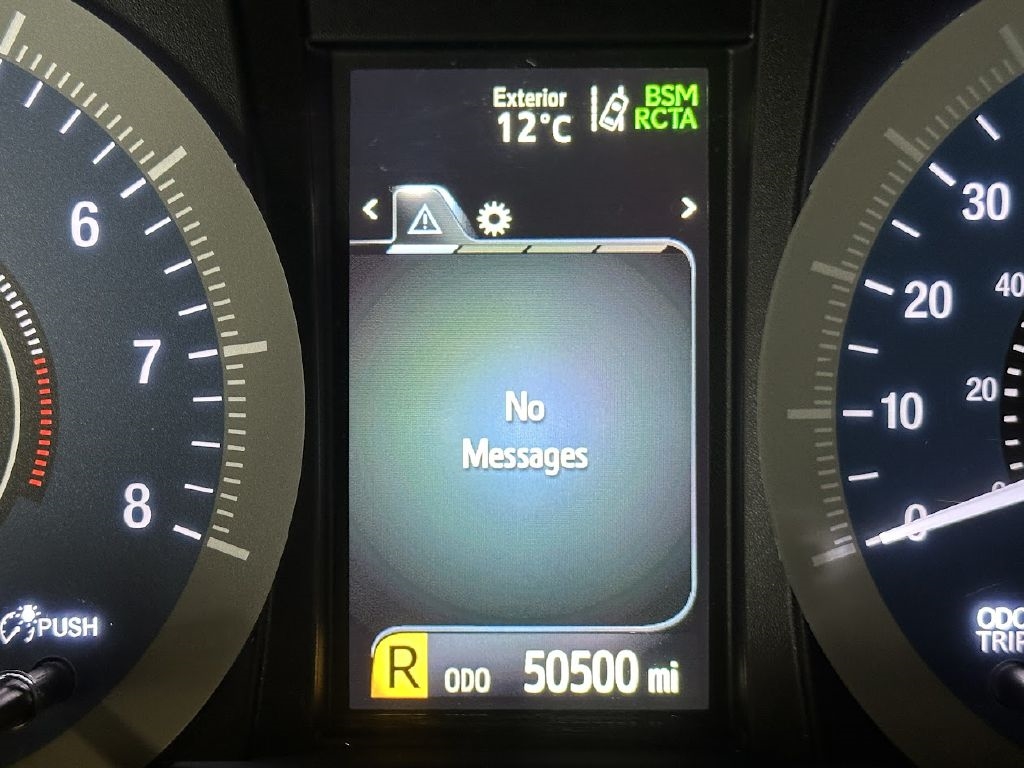 Exterior
12°C
BSM
RCTA
6
7
8
PUSH
No
Messages
R ODO 50500 mi
30
20
10
0
40
20
ODO